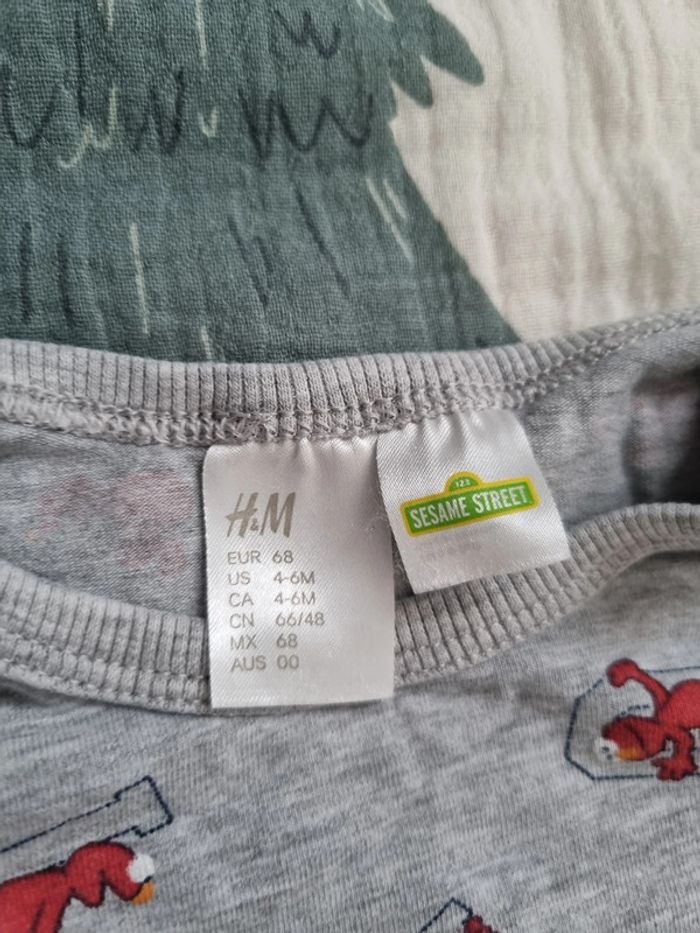 H&M
EUR 68
US 4-6M
CA 4-6M
CN 66/48
MX 68
AUS 00
123
SESAME STREET